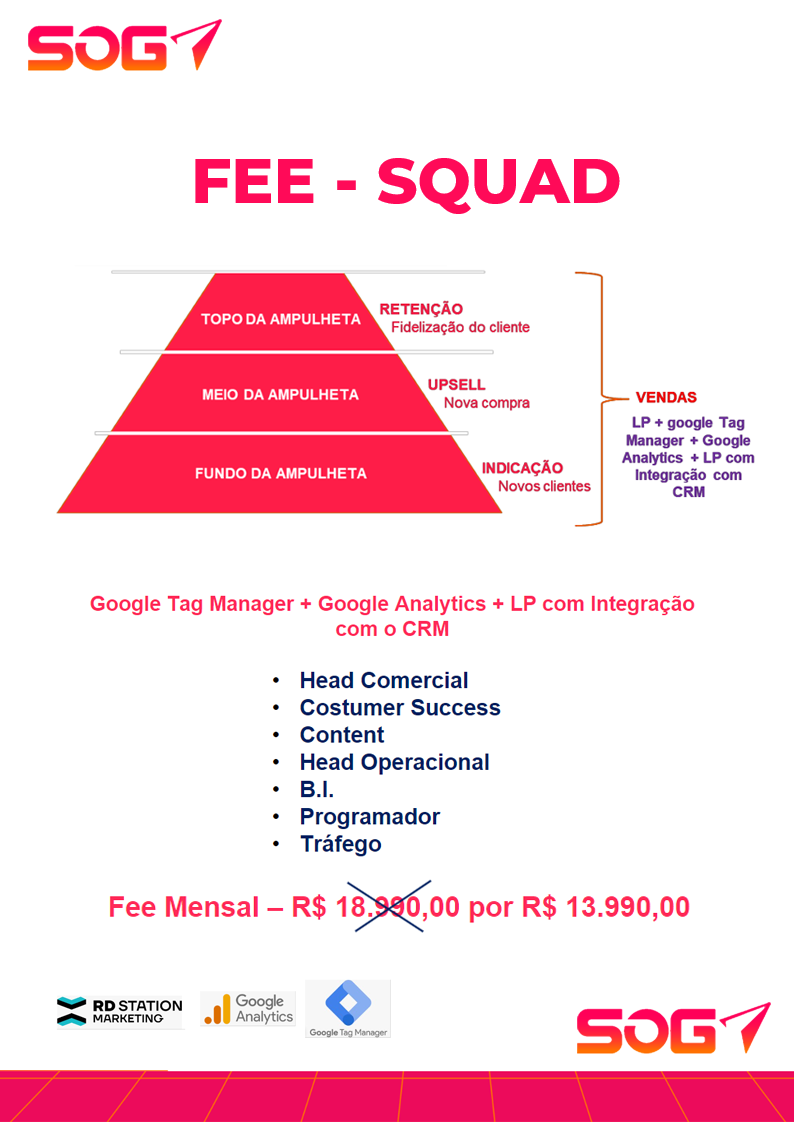 SOG
FEE - SQUAD
TOPO DA AMPULHETA
RETENÇÃO
Fidelização do cliente
MEIO DA AMPULHETA
UPSELL
Nova compra
FUNDO DA AMPULHETA
INDICAÇÃO
Novos clientes
VENDAS
LP + google Tag
Manager + Google
Analytics + LP com
Integração com
CRM
Google Tag Manager + Google Analytics + LP com Integração
com o CRM
• Head Comercial
• Costumer Success
• Content
• Head Operacional
• B.I.
• Programador
• Tráfego
Fee Mensal – R$ 18.990,00 por R$ 13.990,00
RD STATION
MARKETING
Google
Analytics
Google Tag Manager
SOG